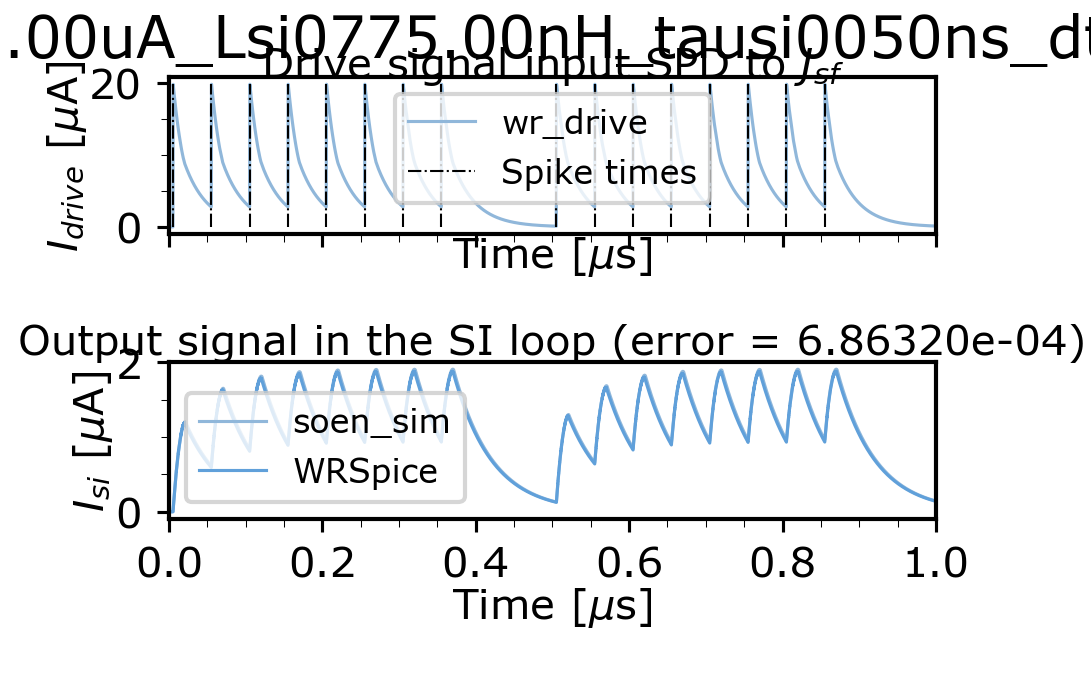 .00uA_Lsi0775.00nH_tausi0050ns_dt
Drive signal input SPD to J_sf
I_drive [μA]
20
0
wr_drive
Spike times
Time [μs]
Output signal in the SI loop (error = 6.86320e-04)
I_si [μA]
2
0
soen_sim
WRSpice
0.0 0.2 0.4 0.6 0.8 1.0
Time [μs]